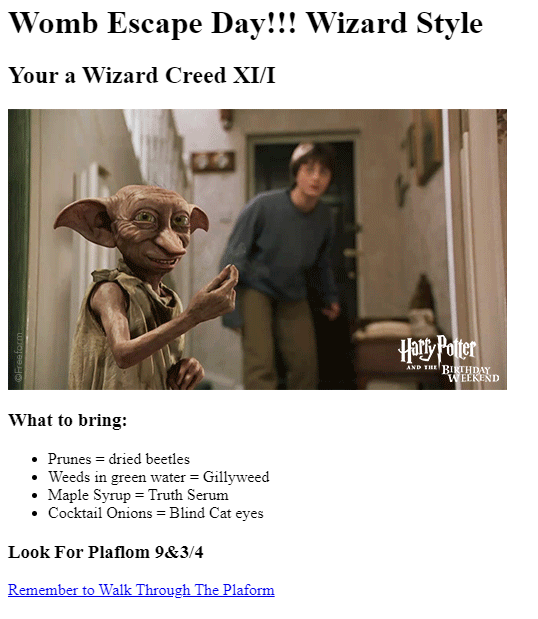 Womb Escape Day!!! Wizard Style
Your a Wizard Creed XI/I
©Freeform
Harry Potter
AND THE BIRTHDAY
WEEKEND
What to bring:
Prunes = dried beetles
Weeds in green water = Gillyweed
Maple Syrup = Truth Serum
Cocktail Onions = Blind Cat eyes
Look For Plaflom 9&3/4
Remember to Walk Through The Plaform